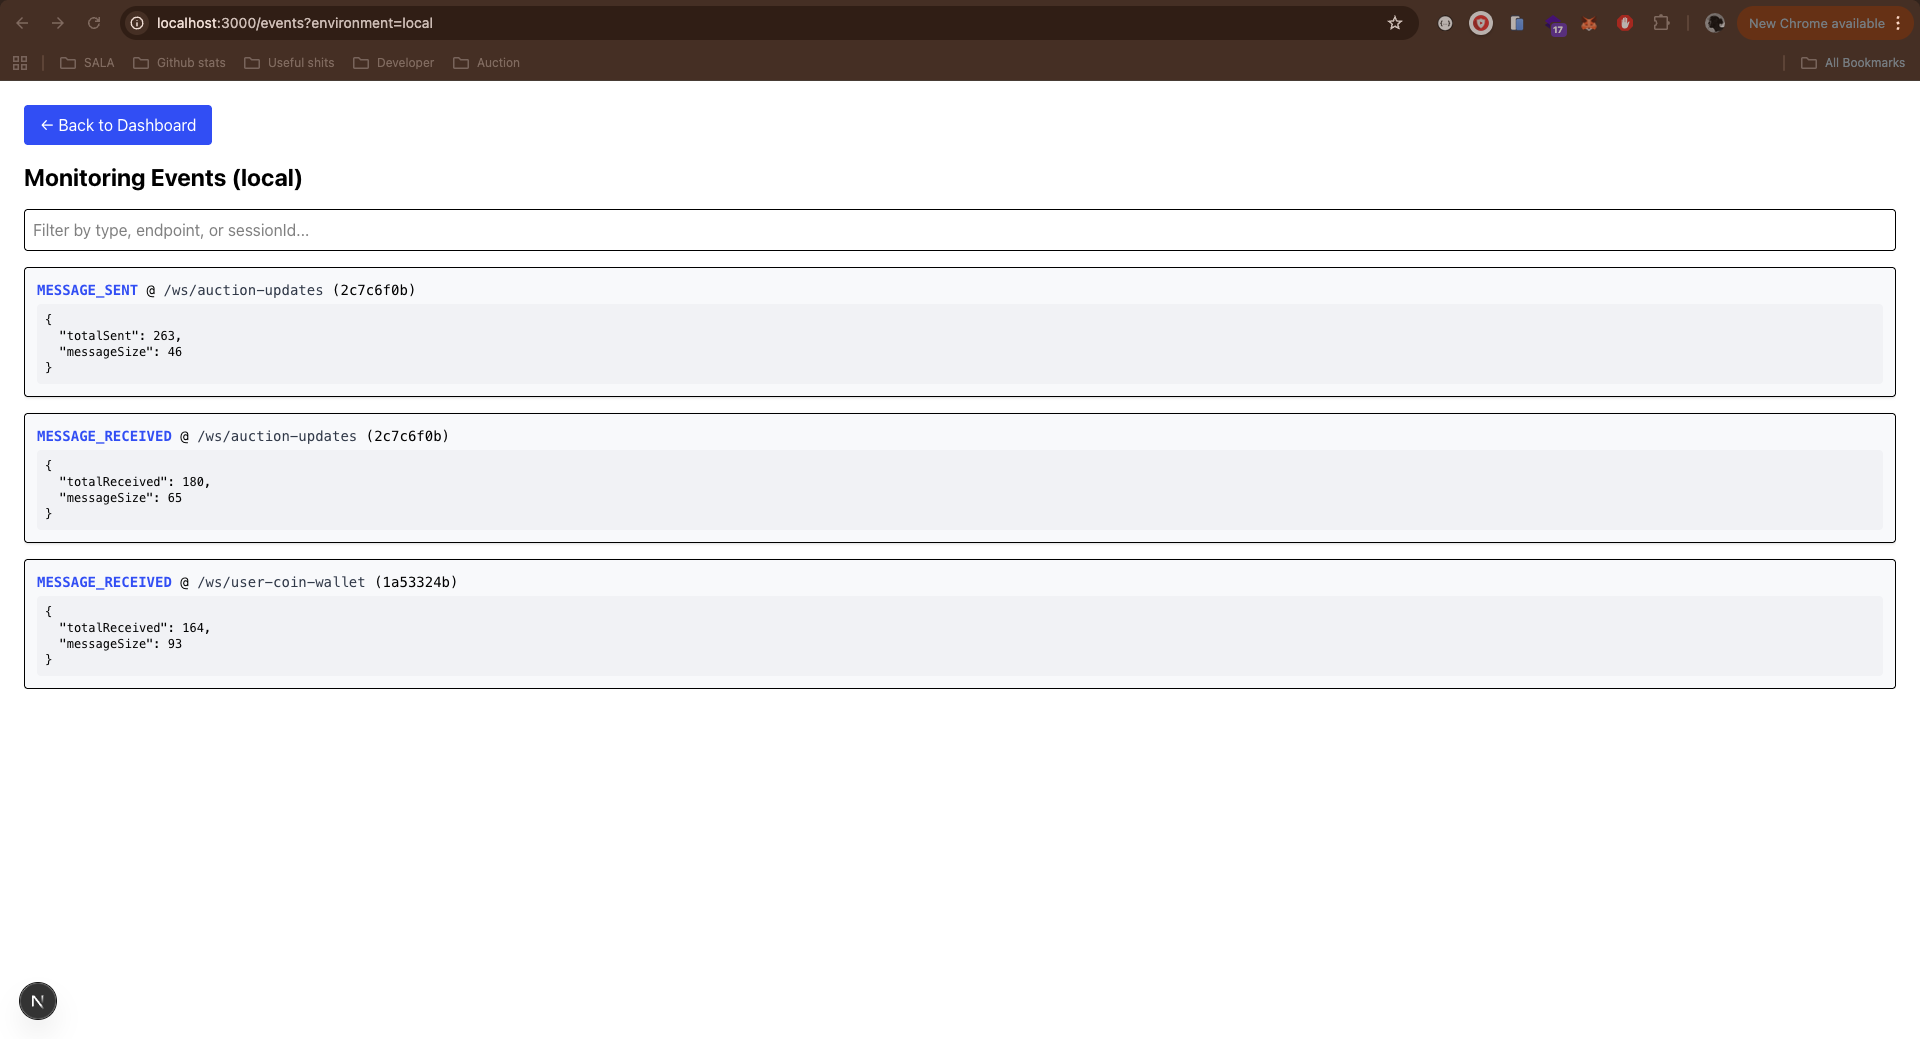 localhost:3000/events?environment=local
17
New Chrome available
SALA
Github stats
Useful shits
Developer
Auction
All Bookmarks
← Back to Dashboard
Monitoring Events (local)
Filter by type, endpoint, or sessionId...
MESSAGE_SENT @ /ws/auction-updates (2c7c6f0b)
{
"totalSent": 263,
"messageSize": 46
}
MESSAGE_RECEIVED @ /ws/auction-updates (2c7c6f0b)
{
"totalReceived": 180,
"messageSize": 65
}
MESSAGE_RECEIVED @ /ws/user-coin-wallet (1a53324b)
{
"totalReceived": 164,
"messageSize": 93
}
N